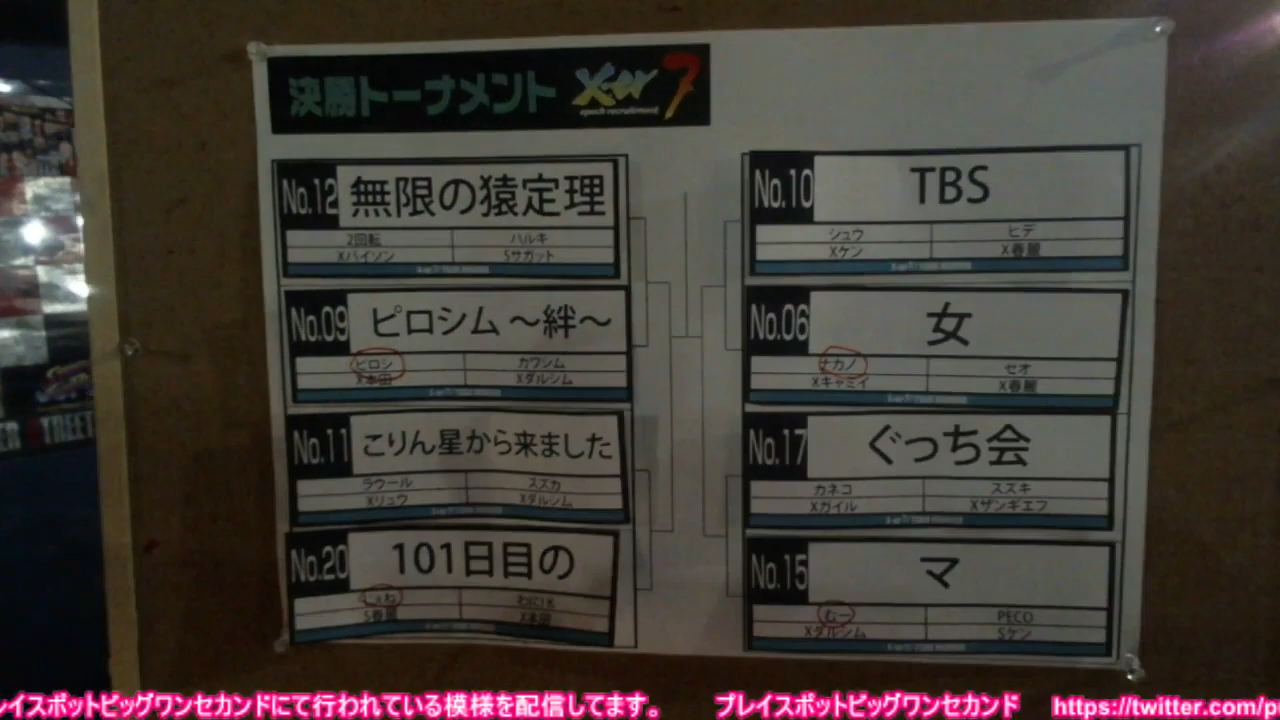 決勝トーナメント X-er 7
epoch recruitment
No.12 無限の猿定理
2回転 ハルキ
Xバイソン Sサガット
No.09 ピロシム ～絆～
ピロシ カワシム
X本田 Xダルシム
No.11 こりん星から来ました
ラウール スズカ
Xリュウ Xダルシム
No.20 101日目の
S春麗 X本田
No.10 TBS
シュウ ヒデ
Xケン X春麗
No.06 女
ナカノ セオ
Xキャミイ X春麗
No.17 ぐっち会
カネコ スズキ
Xガイル Xザンギエフ
No.15 マ
むー PECO
Xダルシム Sケン
STREET
レイスポットビッグワンセカンドにて行われている模様を配信してます。 プレイスポットビッグワンセカンド https://twitter.com/p